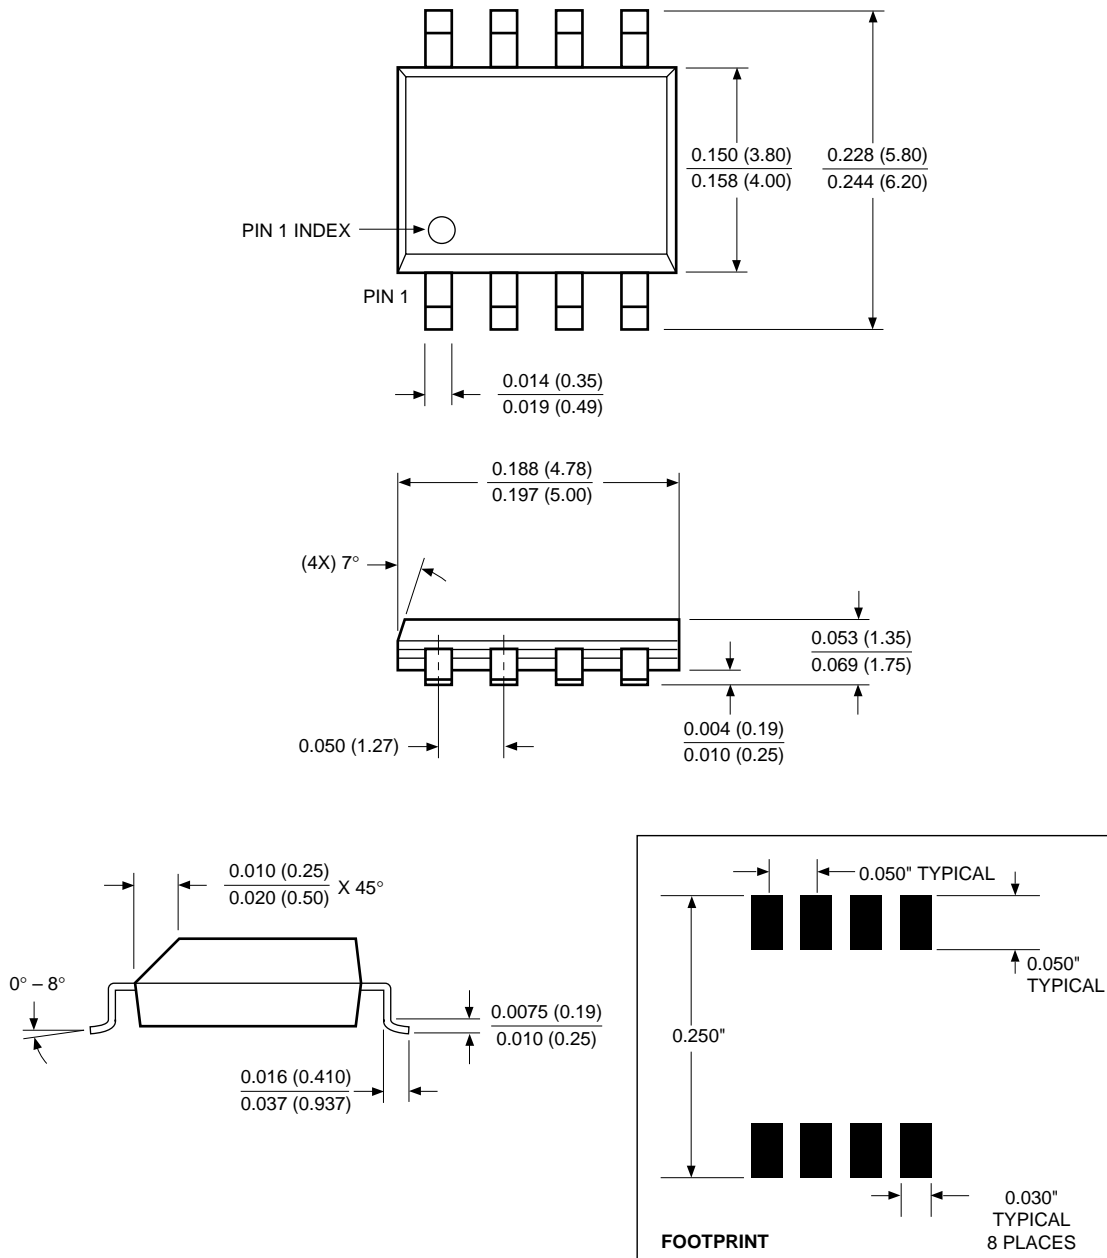 0.150 (3.80)
0.158 (4.00)
0.228 (5.80)
0.244 (6.20)
PIN 1 INDEX
PIN 1
0.014 (0.35)
0.019 (0.49)
0.188 (4.78)
0.197 (5.00)
(4X) 7°
0.053 (1.35)
0.069 (1.75)
0.050 (1.27)
0.004 (0.19)
0.010 (0.25)
0.010 (0.25)
0.020 (0.50)
X 45°
0° – 8°
0.0075 (0.19)
0.010 (0.25)
0.016 (0.410)
0.037 (0.937)
0.050" TYPICAL
0.050"
TYPICAL
0.250"
0.030"
TYPICAL
8 PLACES
FOOTPRINT